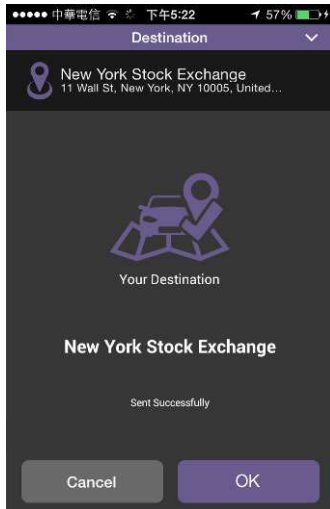 中華電信 下午5:22 57%
Destination
New York Stock Exchange
11 Wall St, New York, NY 10005, United...
Your Destination
New York Stock Exchange
Sent Successfully
Cancel OK